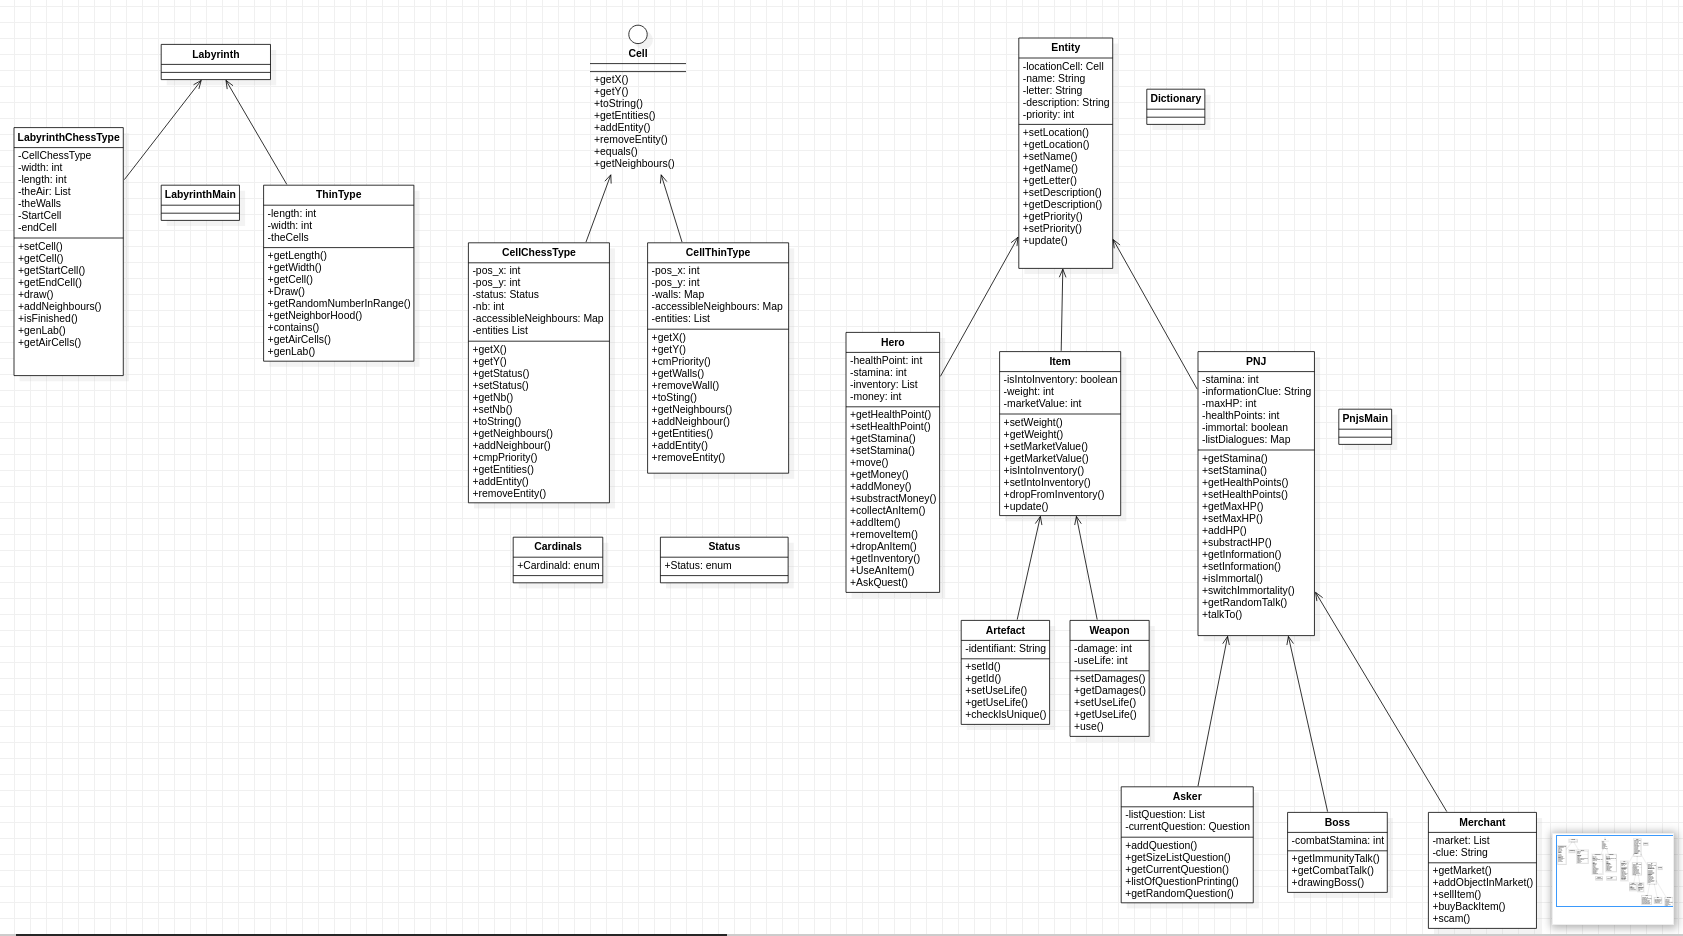 Labyrinth
LabyrinthChessType
-CellChessType
-width: int
-length: int
-theAir: List
-theWalls
-StartCell
-endCell
+setCell()
+getCell()
+getStartCell()
+getEndCell()
+draw()
+addNeighbours()
+isFinished()
+genLab()
+getAirCells()
LabyrinthMain
ThinType
-length: int
-width: int
-theCells
+getLength()
+getWidth()
+getCell()
+Draw()
+getRandomNumberInRange()
+getNeighborHood()
+contains()
+getAirCells()
+genLab()
Cell
+getX()
+getY()
+toString()
+getEntities()
+addEntity()
+removeEntity()
+equals()
+getNeighbours()
CellChessType
-pos_x: int
-pos_y: int
-status: Status
-nb: int
-accessibleNeighbours: Map
-entities List
+getX()
+getY()
+getStatus()
+setStatus()
+getNb()
+setNb()
+toString()
+getNeighbours()
+addNeighbour()
+cmpPriority()
+getEntities()
+addEntity()
+removeEntity()
CellThinType
-pos_x: int
-pos_y: int
-walls: Map
-accessibleNeighbours: Map
-entities: List
+getX()
+getY()
+cmPriority()
+getWalls()
+removeWall()
+toSting()
+getNeighbours()
+addNeighbour()
+getEntities()
+addEntity()
+removeEntity()
Cardinals
+Cardinald: enum
Status
+Status: enum
Entity
-locationCell: Cell
-name: String
-letter: String
-description: String
-priority: int
+setLocation()
+getLocation()
+setName()
+getName()
+getLetter()
+setDescription()
+getDescription()
+getPriority()
+setPriority()
+update()
Dictionary
Hero
-healthPoint: int
-stamina: int
-inventory: List
-money: int
+getHealthPoint()
+setHealthPoint()
+getStamina()
+setStamina()
+move()
+getMoney()
+addMoney()
+substractMoney()
+collectAnItem()
+addItem()
+removeItem()
+dropAnItem()
+getInventory()
+UseAnItem()
+AskQuest()
Item
-isIntoInventory: boolean
-weight: int
-marketValue: int
+setWeight()
+getWeight()
+setMarketValue()
+getMarketValue()
+isIntoInventory()
+setIntoInventory()
+dropFromInventory()
+update()
PNJ
-stamina: int
-informationClue: String
-maxHP: int
-healthPoints: int
-immortal: boolean
-listDialogues: Map
+getStamina()
+setStamina()
+getHealthPoints()
+setHealthPoints()
+getMaxHP()
+setMaxHP()
+addHP()
+substractHP()
+getInformation()
+setInformation()
+isImmortal()
+switchImmortality()
+getRandomTalk()
+talkTo()
PnjsMain
Artefact
-identifiant: String
+setId()
+getId()
+setUseLife()
+getUseLife()
+checkIsUnique()
Weapon
-damage: int
-useLife: int
+setDamages()
+getDamages()
+setUseLife()
+getUseLife()
+use()
Asker
-listQuestion: List
-currentQuestion: Question
+addQuestion()
+getSizeListQuestion()
+getCurrentQuestion()
+listOfQuestionPrinting()
+getRandomQuestion()
Boss
-combatStamina: int
+getImmunityTalk()
+getCombatTalk()
+drawingBoss()
Merchant
-market: List
-clue: String
+getMarket()
+addObjectInMarket()
+sellItem()
+buyBackItem()
+scam()